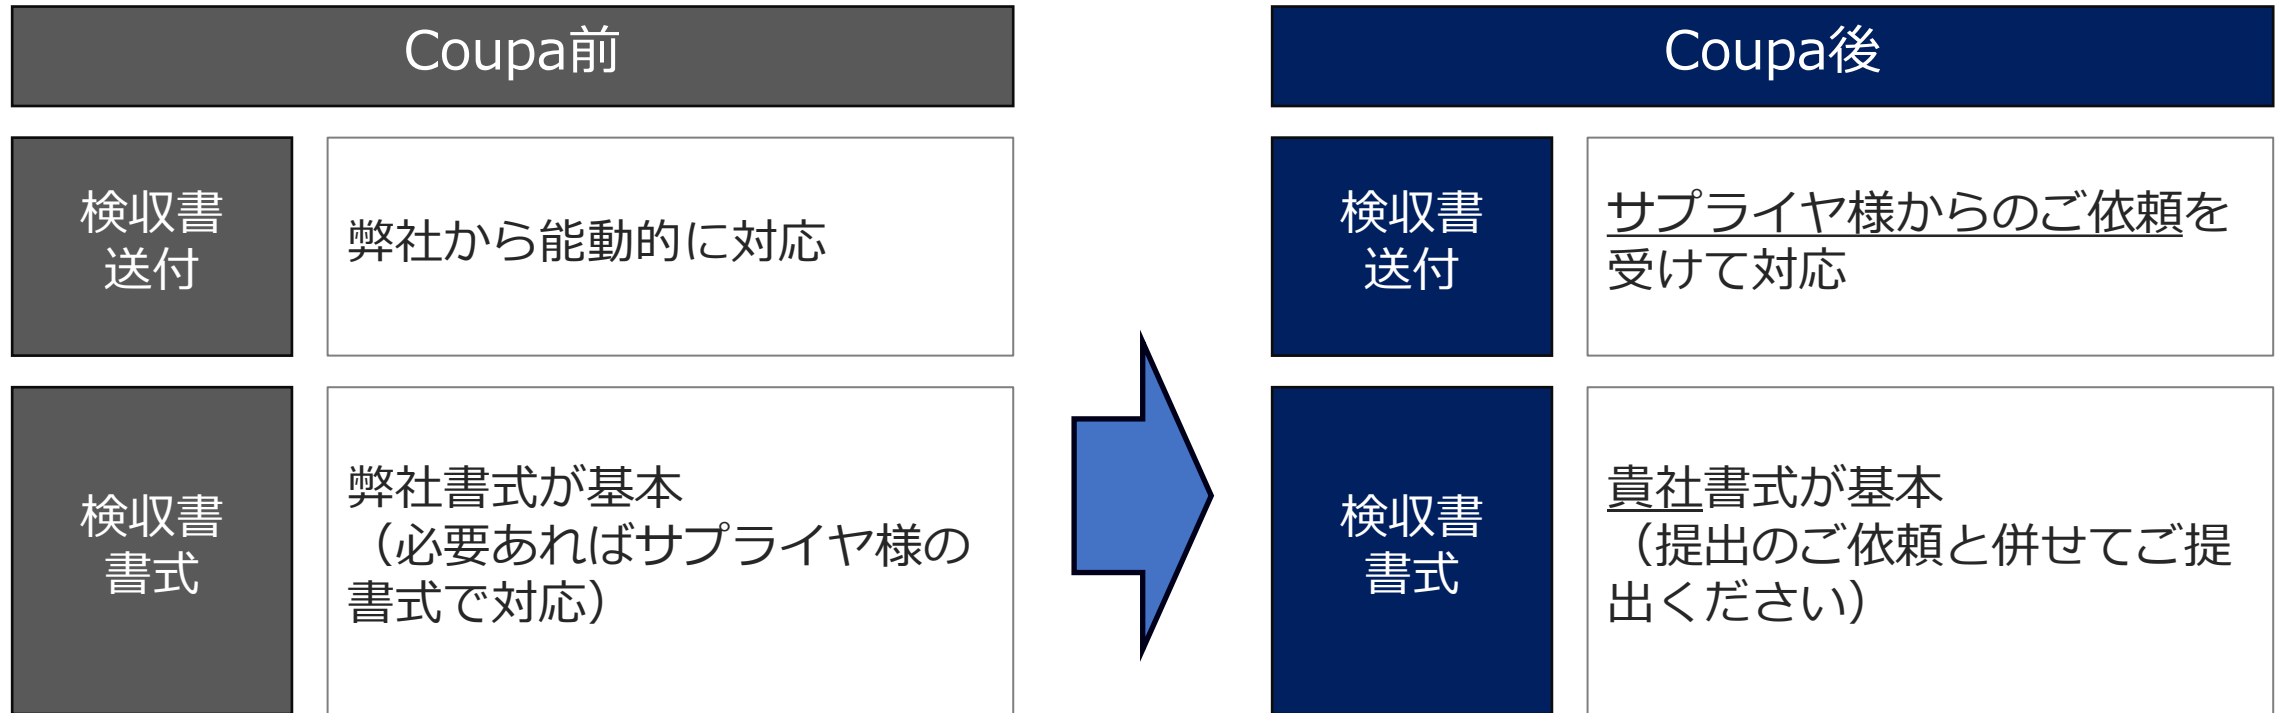 Coupa前
検収書
送付
弊社から能動的に対応
検収書
書式
弊社書式が基本
（必要あればサプライヤ様の
書式で対応）
Coupa後
検収書
送付
サプライヤ様からのご依頼を
受けて対応
検収書
書式
貴社書式が基本
（提出のご依頼と併せてご提
出ください）